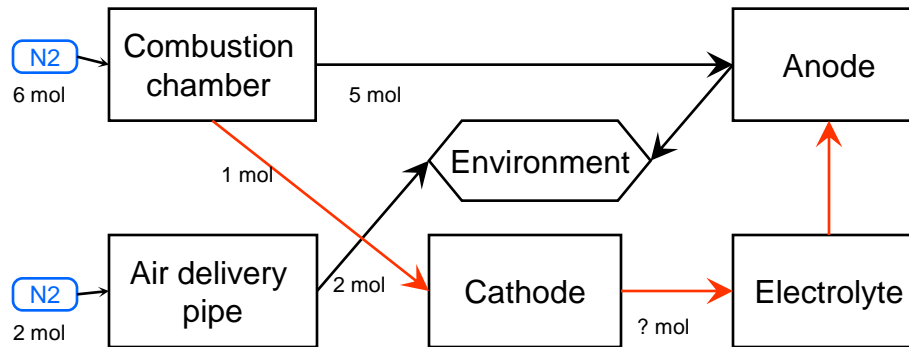 N2
6 mol
Combustion
chamber
5 mol
Anode
1 mol
Environment
N2
2 mol
Air delivery
pipe
2 mol
Cathode
? mol
Electrolyte